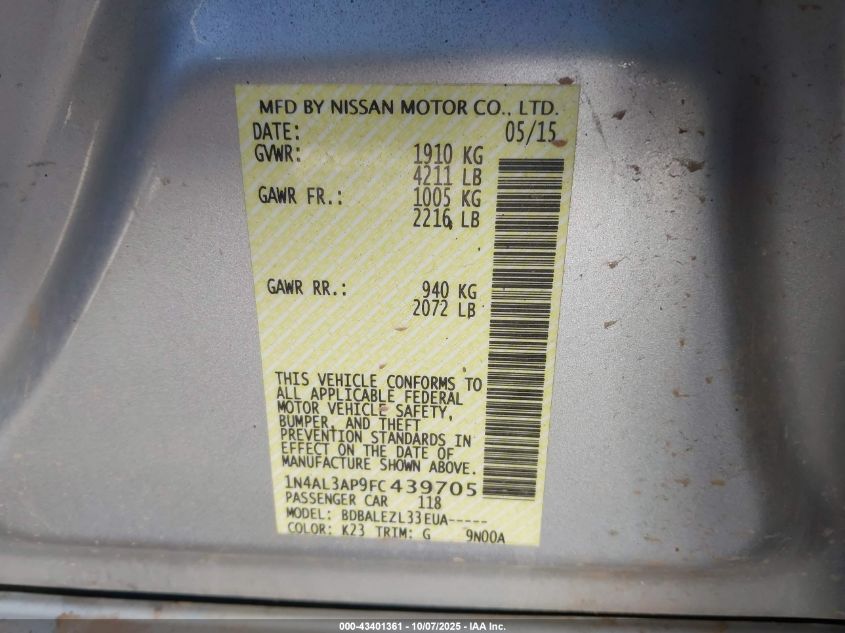 MFD BY NISSAN MOTOR CO., LTD.
DATE: 05/15
GVWR: 1910 KG
4211 LB
GAWR FR.: 1005 KG
2216 LB
GAWR RR.: 940 KG
2072 LB
THIS VEHICLE CONFORMS TO
ALL APPLICABLE FEDERAL
MOTOR VEHICLE SAFETY,
BUMPER, AND THEFT
PREVENTION STANDARDS IN
EFFECT ON THE DATE OF
MANUFACTURE SHOWN ABOVE.
1N4AL3AP9FC439705
PASSENGER CAR 118
MODEL: BDBALEZL33EUA-----
COLOR: K23 TRIM: G 9N00A
000-43401361 - 10/07/2025 - IAA Inc.